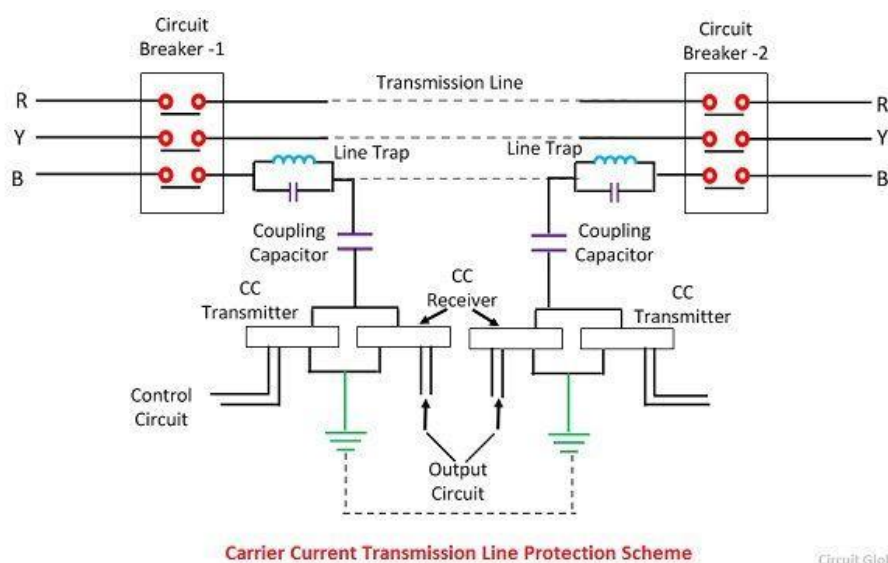 Circuit
Breaker -1
Circuit
Breaker -2
R
Transmission Line
R
Y
Y
Line Trap
Line Trap
B
B
Coupling
Capacitor
Coupling
Capacitor
CC
Transmitter
CC
Receiver
CC
Transmitter
Control
Circuit
Output
Circuit
Carrier Current Transmission Line Protection Scheme
Circuit